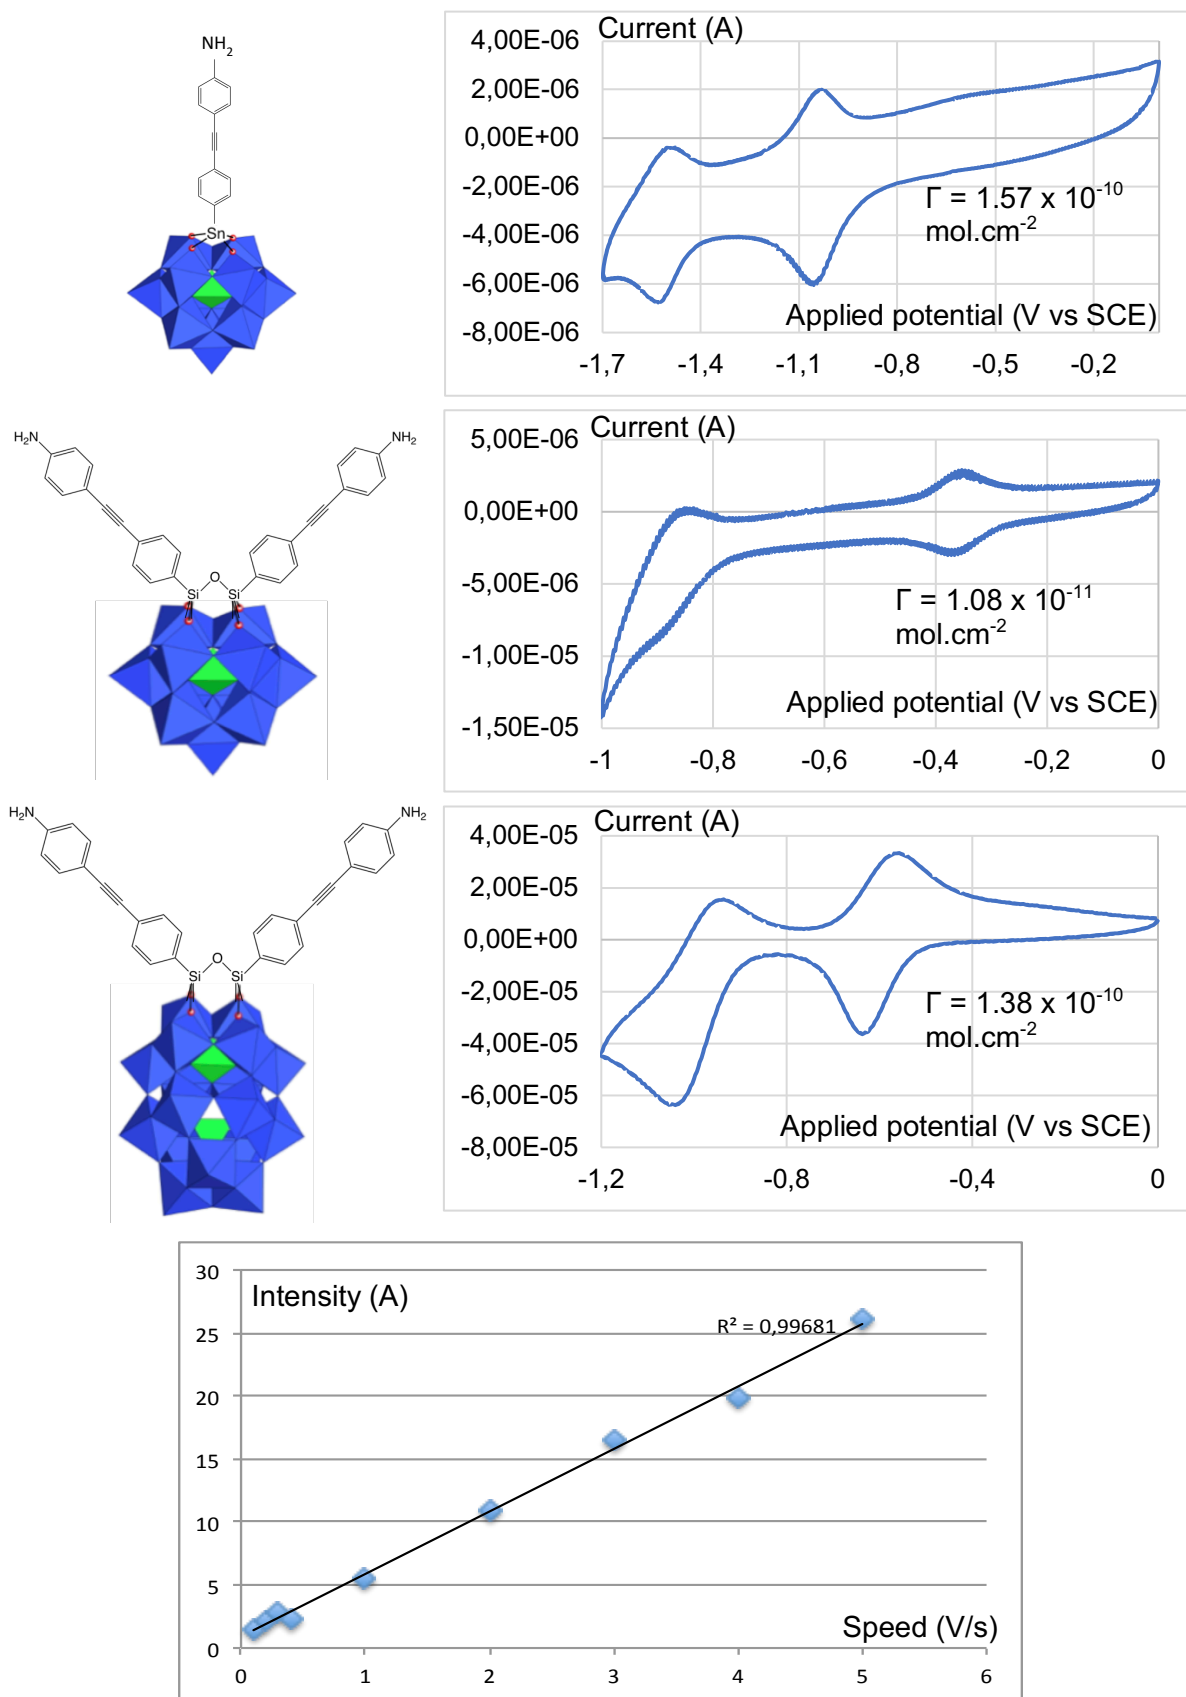 NH2
Sn
Current (A)
4,00E-06
2,00E-06
0,00E+00
-2,00E-06
-4,00E-06
-6,00E-06
-8,00E-06
Γ = 1.57 x 10-10
mol.cm-2
Applied potential (V vs SCE)
-1,7 -1,4 -1,1 -0,8 -0,5 -0,2
H2N NH2
O
Si Si
Current (A)
5,00E-06
0,00E+00
-5,00E-06
-1,00E-05
-1,50E-05
Γ = 1.08 x 10-11
mol.cm-2
Applied potential (V vs SCE)
-1 -0,8 -0,6 -0,4 -0,2 0
H2N NH2
O
Si Si
Current (A)
4,00E-05
2,00E-05
0,00E+00
-2,00E-05
-4,00E-05
-6,00E-05
-8,00E-05
Γ = 1.38 x 10-10
mol.cm-2
Applied potential (V vs SCE)
-1,2 -0,8 -0,4 0
Intensity (A)
30
25
20
15
10
5
0
R² = 0,99681
Speed (V/s)
0 1 2 3 4 5 6